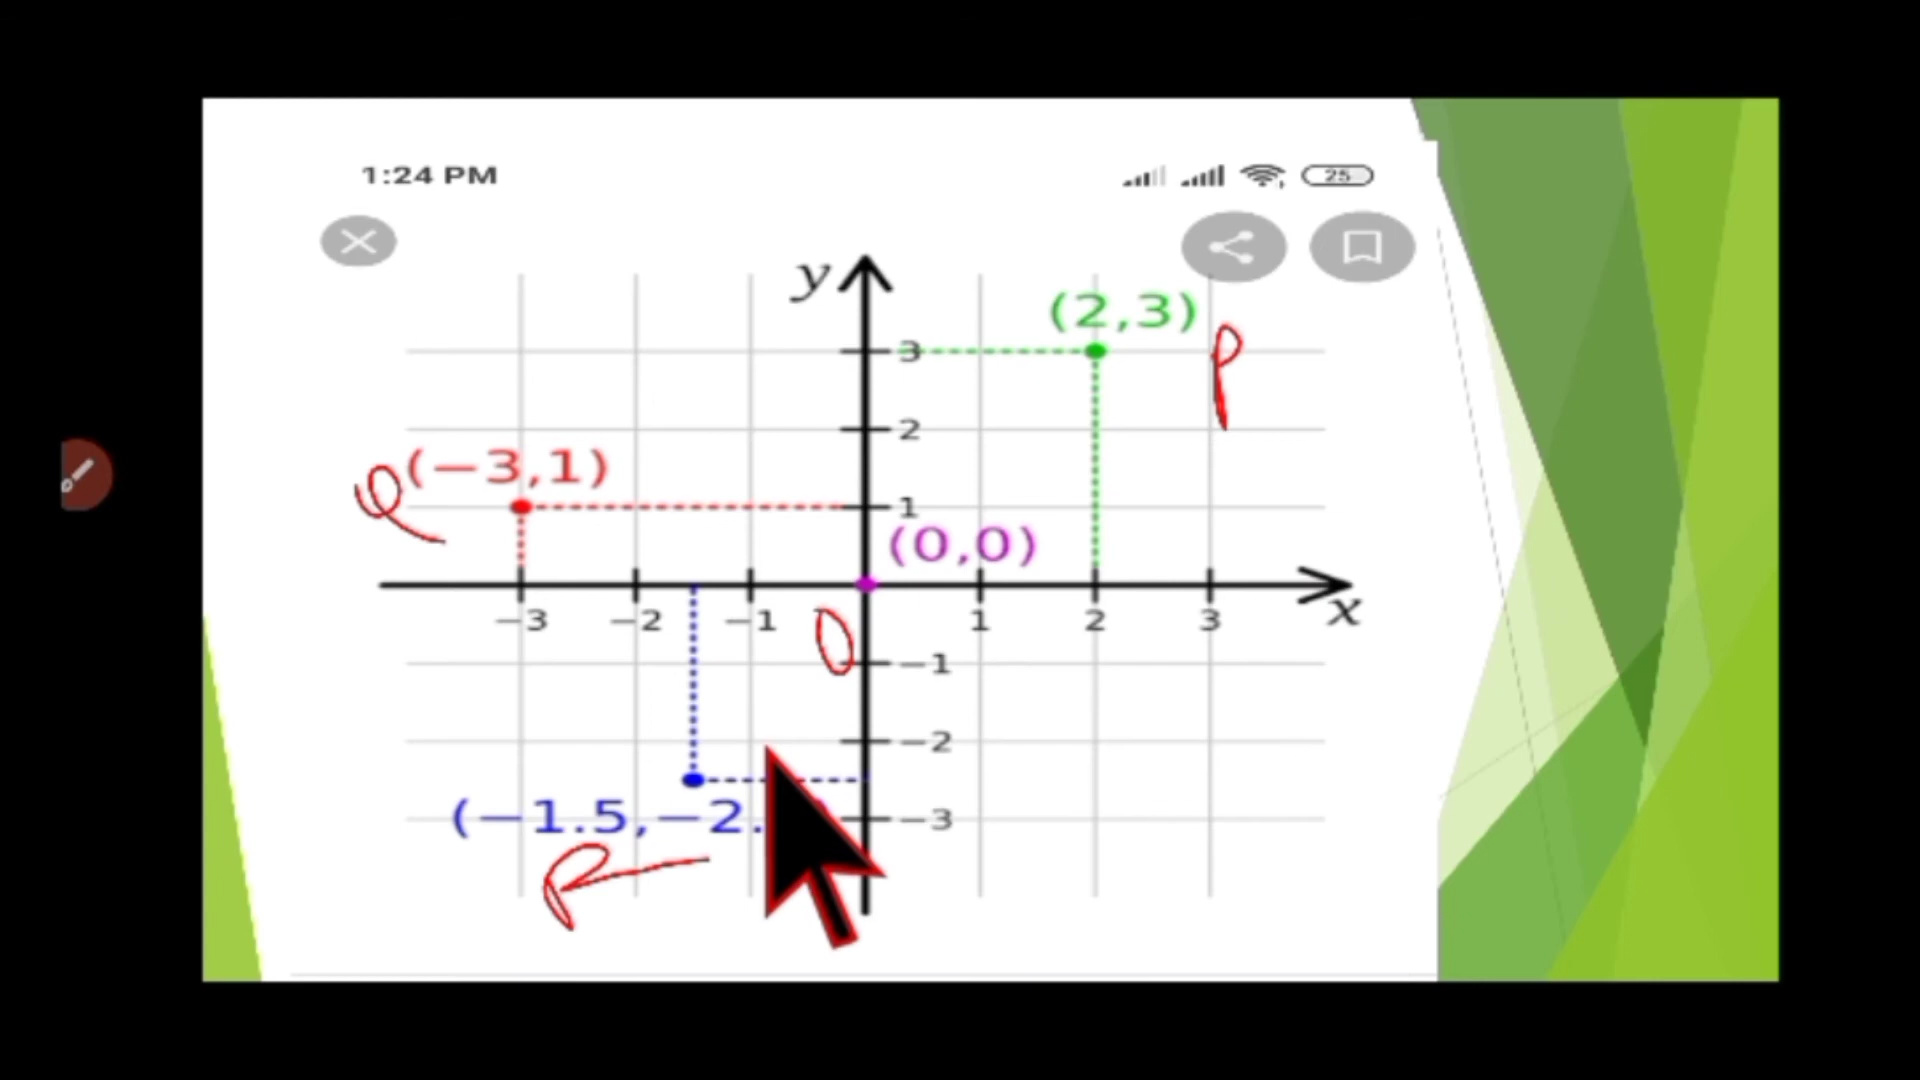 1:24 PM 25
y
(2,3)
P
3
2
(−3,1)
Q
1
(0,0)
x
−3 −2 −1 1 2 3
O
−1
−2
(−1.5,−2.
−3
R